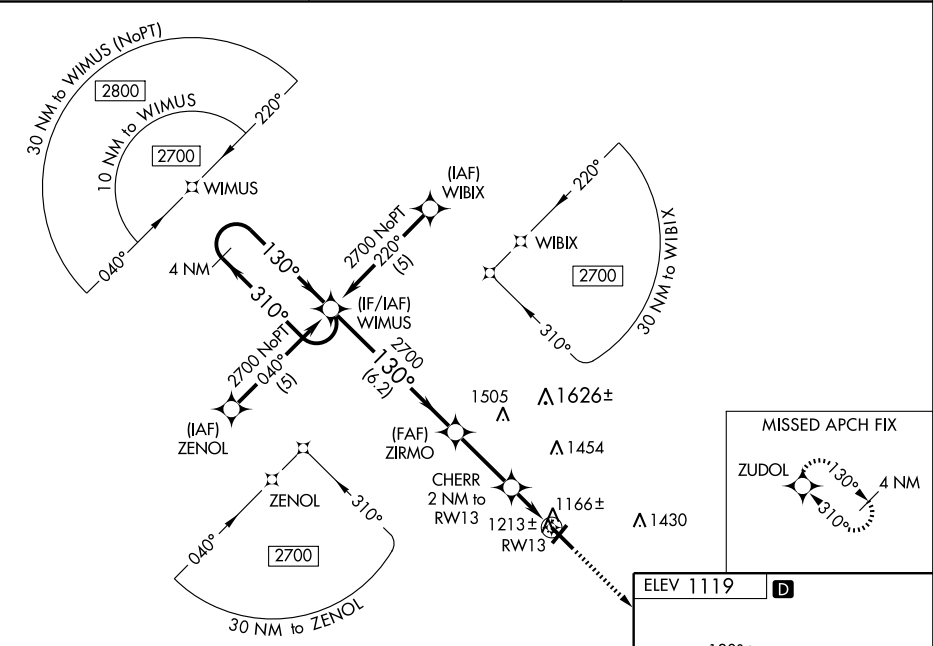 30 NM to WIMUS (NoPT)
2800
10 NM to WIMUS
2700
220°
WIMUS
040°
(IAF)
WIBIX
2700 NoPT
220°
(5)
220°
WIBIX
2700
310°
30 NM to WIBIX
4 NM
130°
310°
(IF/IAF)
WIMUS
2700 NoPT
040°
(5)
(IAF)
ZENOL
2700
130°
(6.2)
1505
1626±
(FAF)
ZIRMO
1454
CHERR
2 NM to
RW13
1166±
1213±
RW13
1430
ZENOL
040°
310°
2700
30 NM to ZENOL
MISSED APCH FIX
ZUDOL
130°
310°
4 NM
ELEV 1119
D